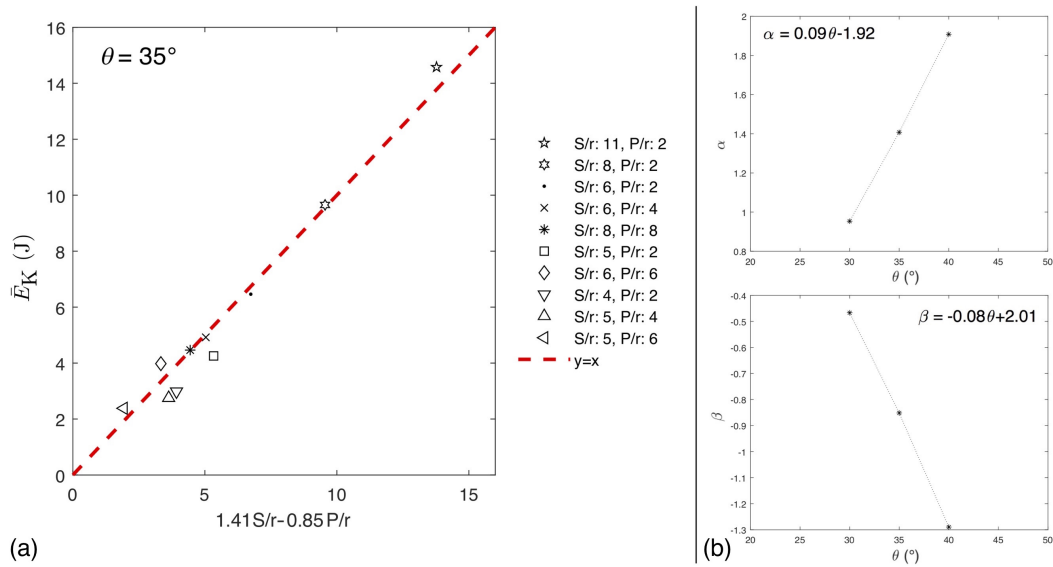 θ = 35°
16
14
12
10
8
6
4
2
0
0 5 10 15
ĒK (J)
1.41S/r-0.85P/r
(a)
S/r: 11, P/r: 2
S/r: 8, P/r: 2
S/r: 6, P/r: 2
S/r: 6, P/r: 4
S/r: 8, P/r: 8
S/r: 5, P/r: 2
S/r: 6, P/r: 6
S/r: 4, P/r: 2
S/r: 5, P/r: 4
S/r: 5, P/r: 6
y=x
α = 0.09θ-1.92
2
1.8
1.6
1.4
1.2
1
0.8
20 25 30 35 40 45 50
α
θ (°)
β = -0.08θ+2.01
-0.4
-0.5
-0.6
-0.7
-0.8
-0.9
-1
-1.1
-1.2
-1.3
20 25 30 35 40 45 50
β
θ (°)
(b)